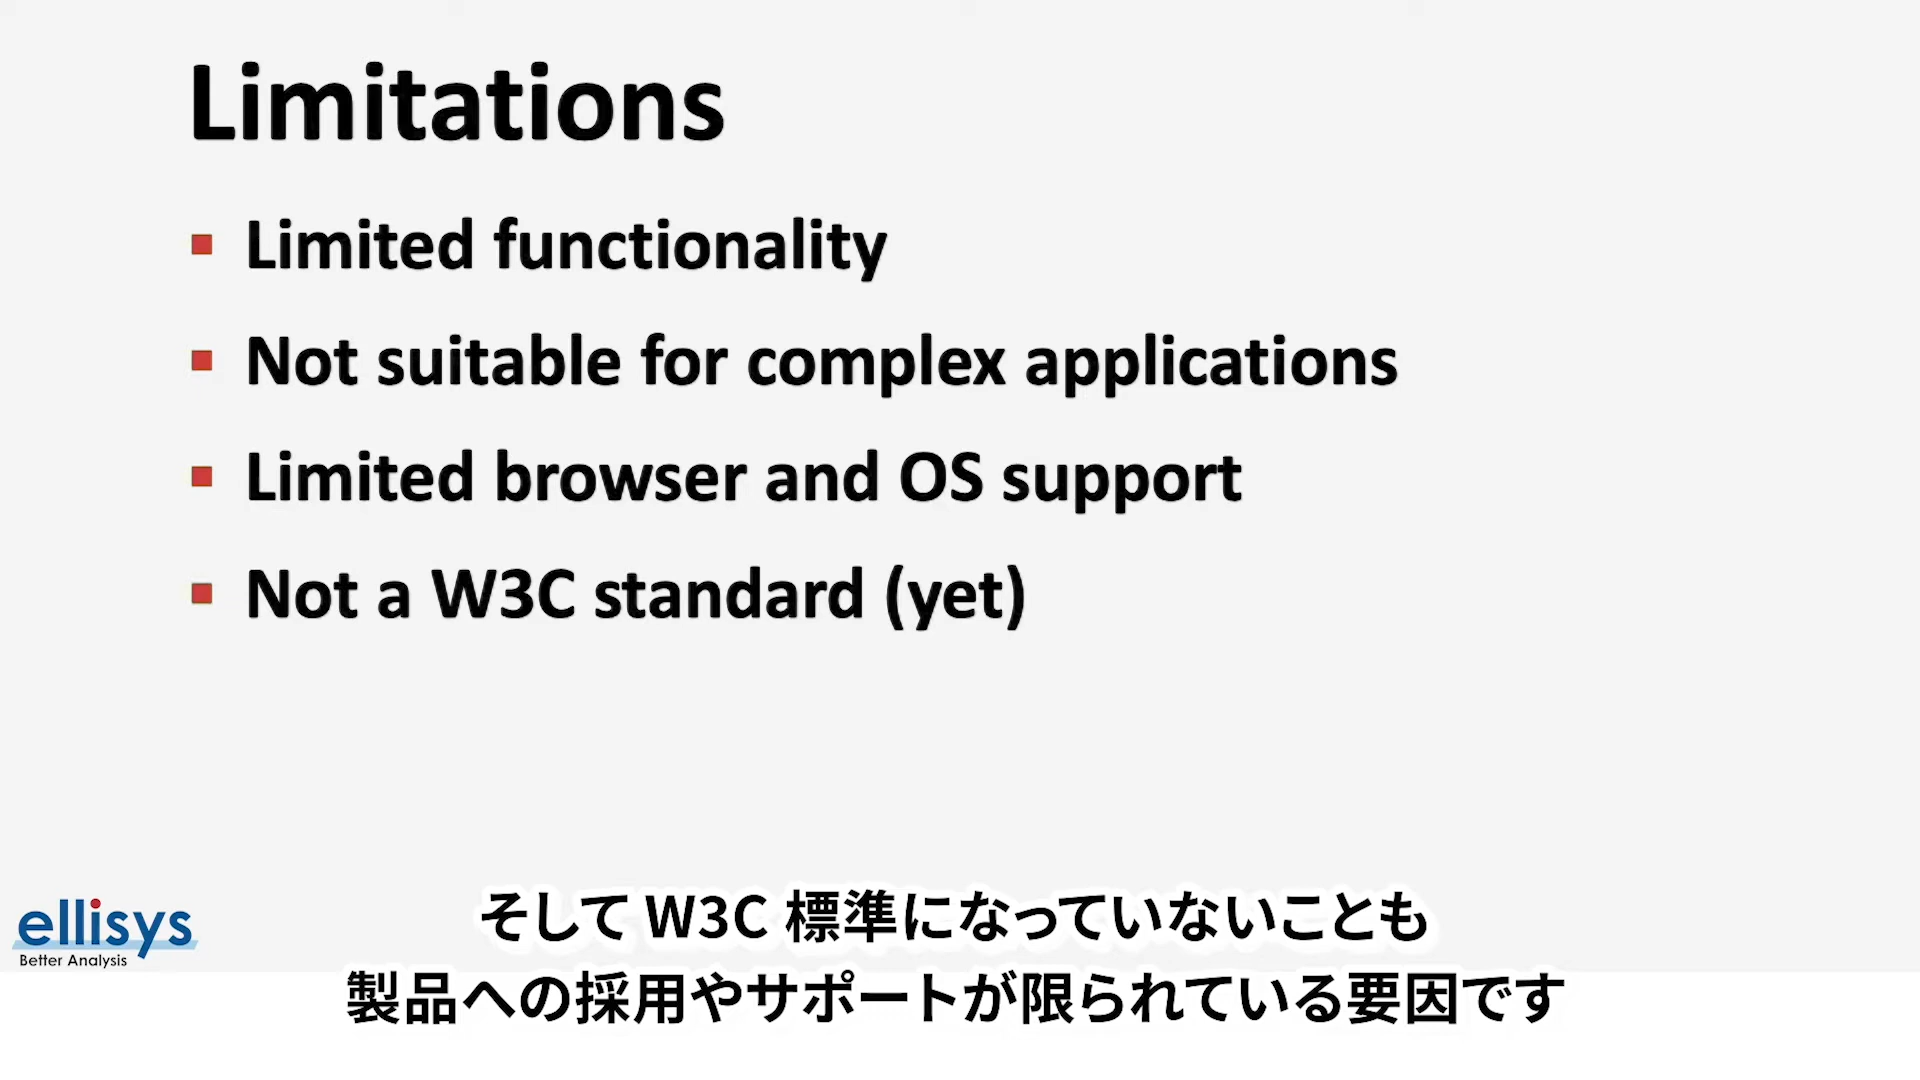 Limitations
Limited functionality
Not suitable for complex applications
Limited browser and OS support
Not a W3C standard (yet)
ellisys
Better Analysis
そして W3C 標準になっていないことも
製品への採用やサポートが限られている要因です